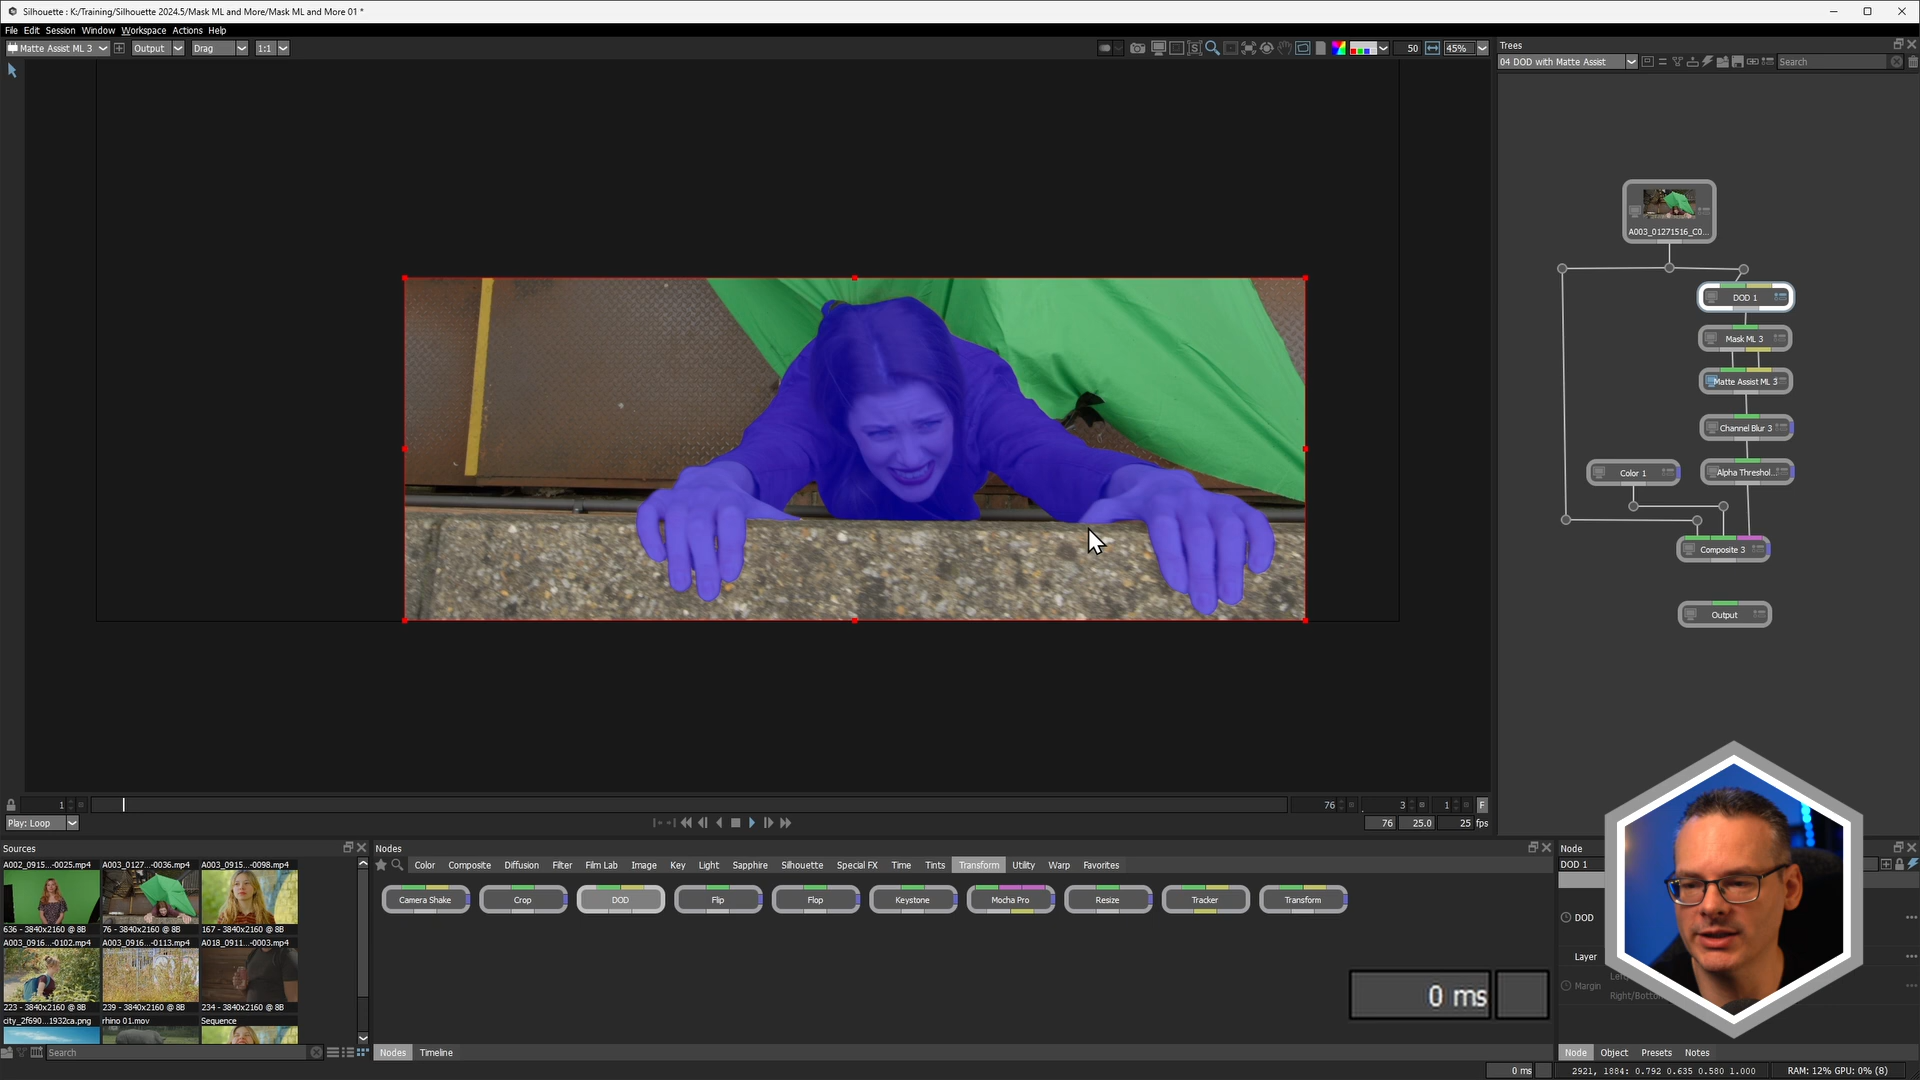 Silhouette : K:/Training/Silhouette 2024.5/Mask ML and More/Mask ML and More 01 *
File Edit Session Window Workspace Actions Help
Matte Assist ML 3 Output Drag 1:1 50 45%
Trees
04 DOD with Matte Assist Search
A003_01271516_C0...
DOD 1
Mask ML 3
Matte Assist ML 3
Channel Blur 3
Color 1 Alpha Threshol...
Composite 3
Output
1 76 3 1 F
Play: Loop 76 25.0 25 fps
Sources
A002_0915...-0025.mp4 A003_0127...-0036.mp4 A003_0915...-0098.mp4
636 - 3840x2160 @ 8B 76 - 3840x2160 @ 8B 167 - 3840x2160 @ 8B
A003_0916...-0102.mp4 A003_0916...-0113.mp4 A018_0911...-0003.mp4
223 - 3840x2160 @ 8B 239 - 3840x2160 @ 8B 234 - 3840x2160 @ 8B
city_2f690...1932ca.png rhino 01.mov Sequence
Search
Nodes
Color Composite Diffusion Filter Film Lab Image Key Light Sapphire Silhouette Special FX Time Tints Transform Utility Warp Favorites
Camera Shake Crop DOD Flip Flop Keystone Mocha Pro Resize Tracker Transform
0 ms
Nodes Timeline
Node
DOD 1
DOD
Layer
Margin
Right/Botto
Node Object Presets Notes
0 ms 2921, 1884: 0.792 0.635 0.580 1.000 RAM: 12% GPU: 0% (8)